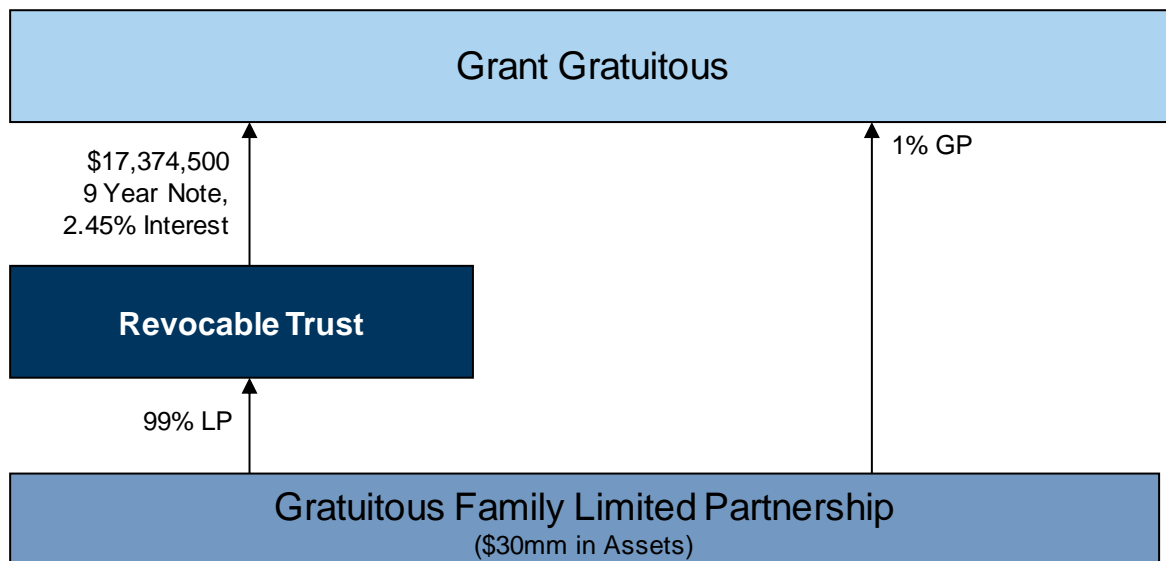 Grant Gratuitous
$17,374,500
9 Year Note,
2.45% Interest
1% GP
Revocable Trust
99% LP
Gratuitous Family Limited Partnership
($30mm in Assets)